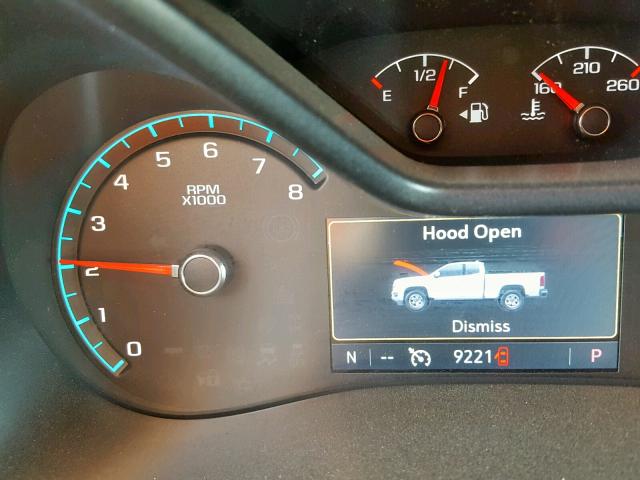 E 1/2 F
160 210 260
0 1 2 3 4 5 6 7 8
RPM
X1000
Hood Open
Dismiss
N -- 9221 P